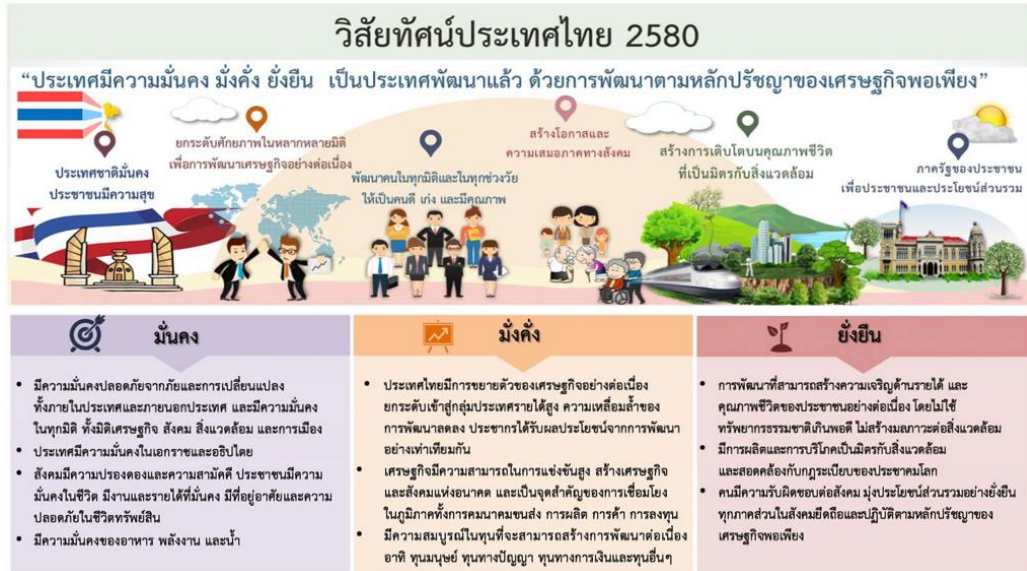 วิสัยทัศน์ประเทศไทย 2580
“ประเทศมีความมั่นคง มั่งคั่ง ยั่งยืน เป็นประเทศพัฒนาแล้ว ด้วยการพัฒนาตามหลักปรัชญาของเศรษฐกิจพอเพียง”
ประเทศชาติมั่นคง
ประชาชนมีความสุข
ยกระดับศักยภาพในหลากหลายมิติ
เพื่อการพัฒนาเศรษฐกิจอย่างต่อเนื่อง
พัฒนาคนในทุกมิติและในทุกช่วงวัย
ให้เป็นคนดี เก่ง และมีคุณภาพ
สร้างโอกาสและ
ความเสมอภาคทางสังคม
สร้างการเติบโตบนคุณภาพชีวิต
ที่เป็นมิตรกับสิ่งแวดล้อม
ภาครัฐของประชาชน
เพื่อประชาชนและประโยชน์ส่วนรวม
มั่นคง
• มีความมั่นคงปลอดภัยจากภัยและการเปลี่ยนแปลง
ทั้งภายในประเทศและภายนอกประเทศ และมีความมั่นคง
ในทุกมิติ ทั้งมิติเศรษฐกิจ สังคม สิ่งแวดล้อม และการเมือง
• ประเทศมีความมั่นคงในเอกราชและอธิปไตย
• สังคมมีความปรองดองและความสามัคคี ประชาชนมีความ
มั่นคงในชีวิต มีงานและรายได้ที่มั่นคง มีที่อยู่อาศัยและความ
ปลอดภัยในชีวิตทรัพย์สิน
• มีความมั่นคงของอาหาร พลังงาน และน้ำ
มั่งคั่ง
• ประเทศไทยมีการขยายตัวของเศรษฐกิจอย่างต่อเนื่อง
ยกระดับเข้าสู่กลุ่มประเทศรายได้สูง ความเหลื่อมล้ำของ
การพัฒนาลดลง ประชากรได้รับผลประโยชน์จากการพัฒนา
อย่างเท่าเทียมกัน
• เศรษฐกิจมีความสามารถในการแข่งขันสูง สร้างเศรษฐกิจ
และสังคมแห่งอนาคต และเป็นจุดสำคัญของการเชื่อมโยง
ในภูมิภาคทั้งการคมนาคมขนส่ง การผลิต การค้า การลงทุน
• มีความสมบูรณ์ในทุนที่จะสามารถสร้างการพัฒนาต่อเนื่อง
อาทิ ทุนมนุษย์ ทุนทางปัญญา ทุนทางการเงินและทุนอื่นๆ
ยั่งยืน
• การพัฒนาที่สามารถสร้างความเจริญด้านรายได้ และ
คุณภาพชีวิตของประชาชนอย่างต่อเนื่อง โดยไม่ใช้
ทรัพยากรธรรมชาติเกินพอดี ไม่สร้างมลภาวะต่อสิ่งแวดล้อม
• มีการผลิตและการบริโภคเป็นมิตรกับสิ่งแวดล้อม
และสอดคล้องกับกฎระเบียบของประชาคมโลก
• คนมีความรับผิดชอบต่อสังคม มุ่งประโยชน์ส่วนรวมอย่างยั่งยืน
ทุกภาคส่วนในสังคมยึดถือและปฏิบัติตามหลักปรัชญาของ
เศรษฐกิจพอเพียง